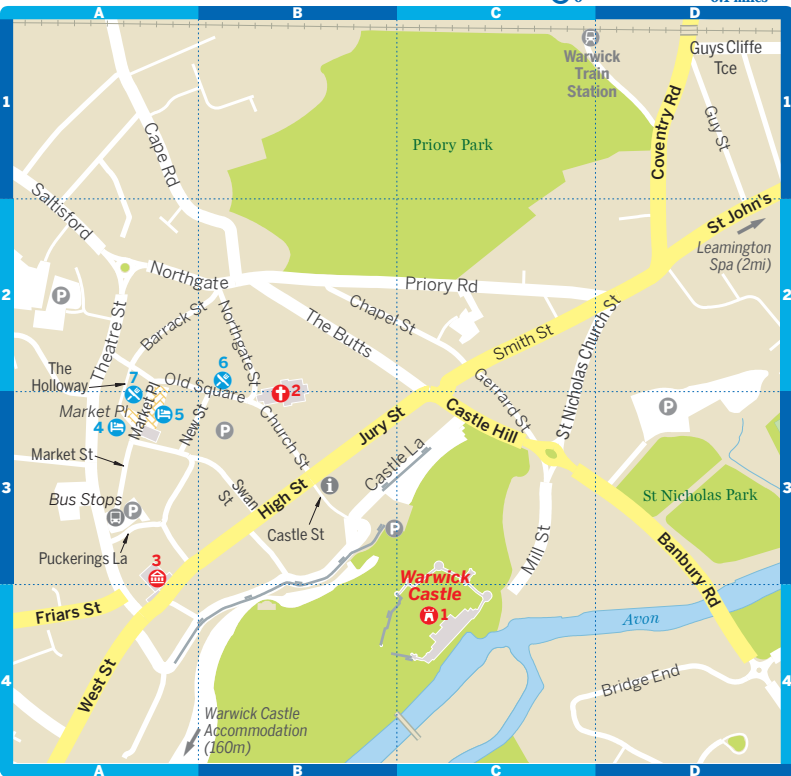 0
0.1 miles
A
B
C
D
1
1
Guys Cliffe
Tce
Warwick
Train
Station
Coventry Rd
Guy St
Cape Rd
Priory Park
Saltisford
St John's
Leamington
Spa (2mi)
P
2
2
Northgate
Priory Rd
Theatre St
Barrack St
Northgate St
The Butts
Chapel St
Smith St
St Nicholas Church St
The
Holloway
7
6
Old Square
2
Market Pl
Market Pl
5
4
New St
P
Church St
Jury St
Gerrard St
Castle Hill
P
Market St
3
3
Swan
St
High St
i
Castle La
St Nicholas Park
Bus Stops
P
Castle St
P
Puckerings La
Mill St
3
Banbury Rd
Warwick
Castle
1
Friars St
Avon
West St
4
4
Bridge End
Warwick Castle
Accommodation
(160m)
A
B
C
D